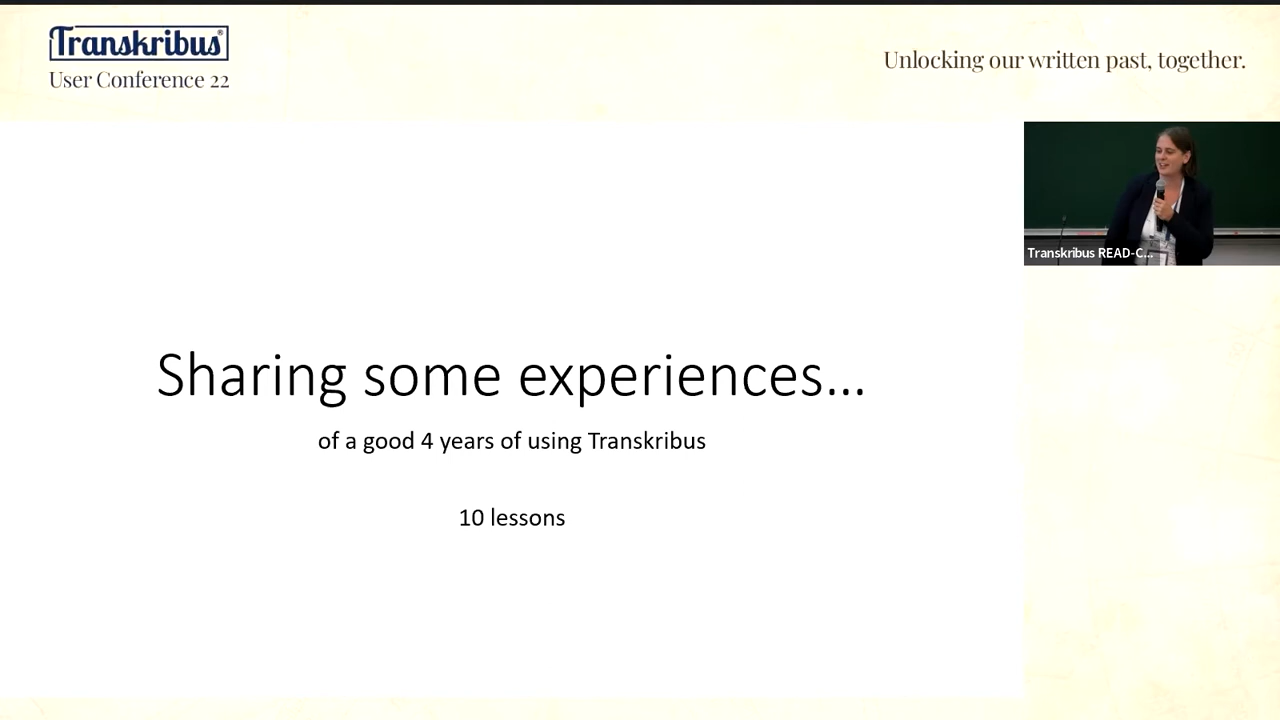 Transkribus®
User Conference 22
Unlocking our written past, together.
Transkribus READ-C...
Sharing some experiences...
of a good 4 years of using Transkribus
10 lessons